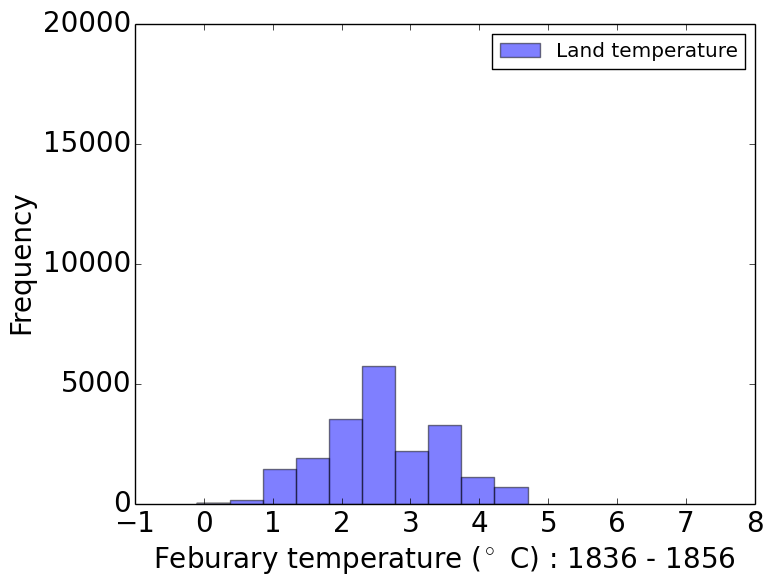 20000
Land temperature
15000
Frequency
10000
5000
0
−1 0 1 2 3 4 5 6 7 8
Feburary temperature (° C) : 1836 - 1856